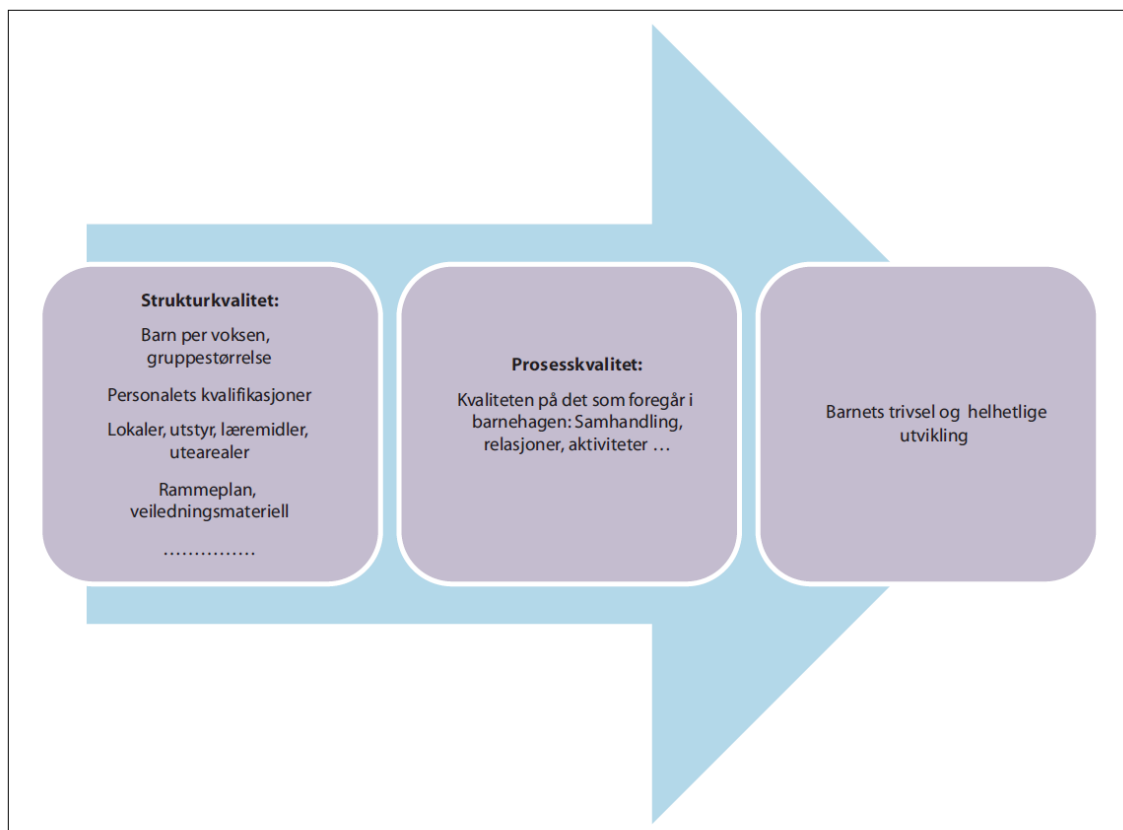 Strukturkvalitet:
Barn per voksen,
gruppestørrelse
Personalets kvalifikasjoner
Lokaler, utstyr, læremidler,
utearealer
Rammeplan,
veiledningsmateriell
……………
Prosesskvalitet:
Kvaliteten på det som foregår i
barnehagen: Samhandling,
relasjoner, aktiviteter …
Barnets trivsel og helhetlige
utvikling